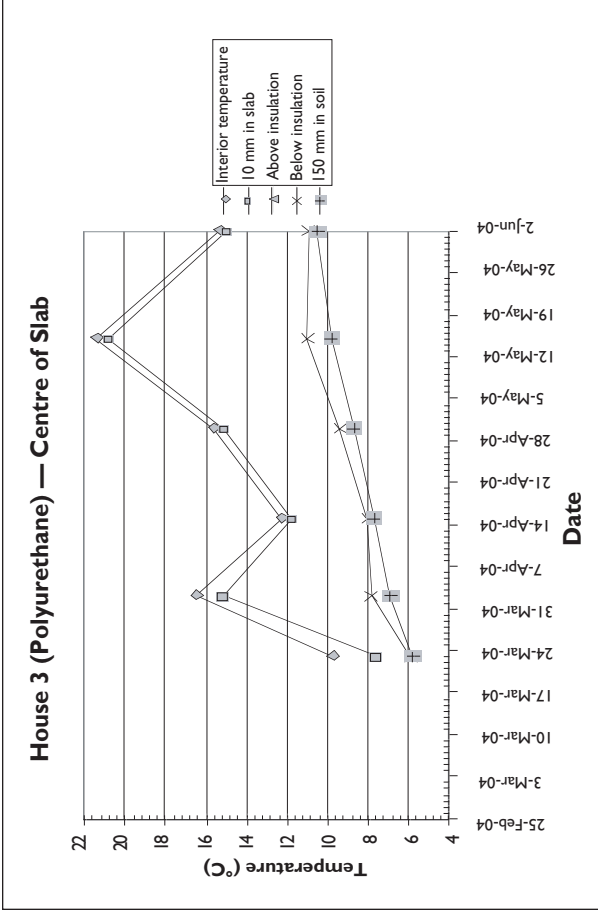 House 3 (Polyurethane) — Centre of Slab
22
20
18
16
14
12
10
8
6
4
Temperature (°C)
25-Feb-04
3-Mar-04
10-Mar-04
17-Mar-04
24-Mar-04
31-Mar-04
7-Apr-04
14-Apr-04
21-Apr-04
28-Apr-04
5-May-04
12-May-04
19-May-04
26-May-04
2-Jun-04
Date
Interior temperature
10 mm in slab
Above insulation
Below insulation
150 mm in soil